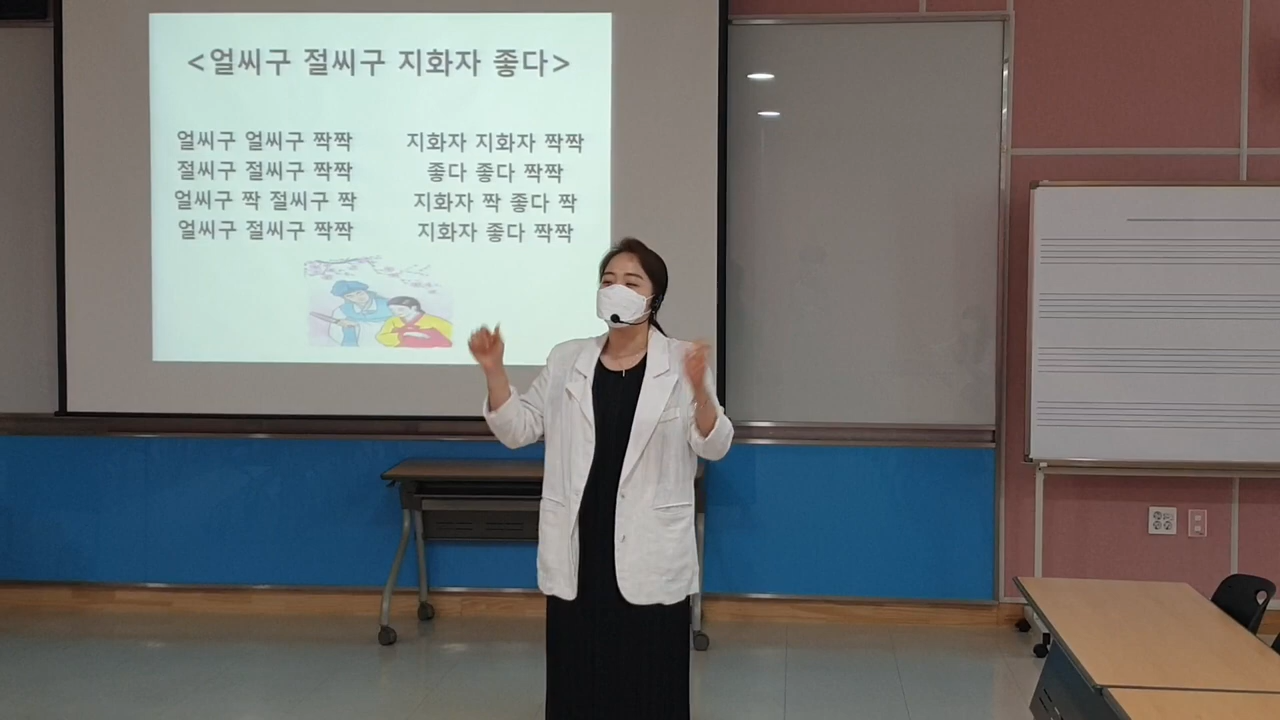 <얼씨구 절씨구 지화자 좋다>
얼씨구 얼씨구 짝짝
절씨구 절씨구 짝짝
얼씨구 짝 절씨구 짝
얼씨구 절씨구 짝짝
지화자 지화자 짝짝
좋다 좋다 짝짝
지화자 짝 좋다 짝
지화자 좋다 짝짝